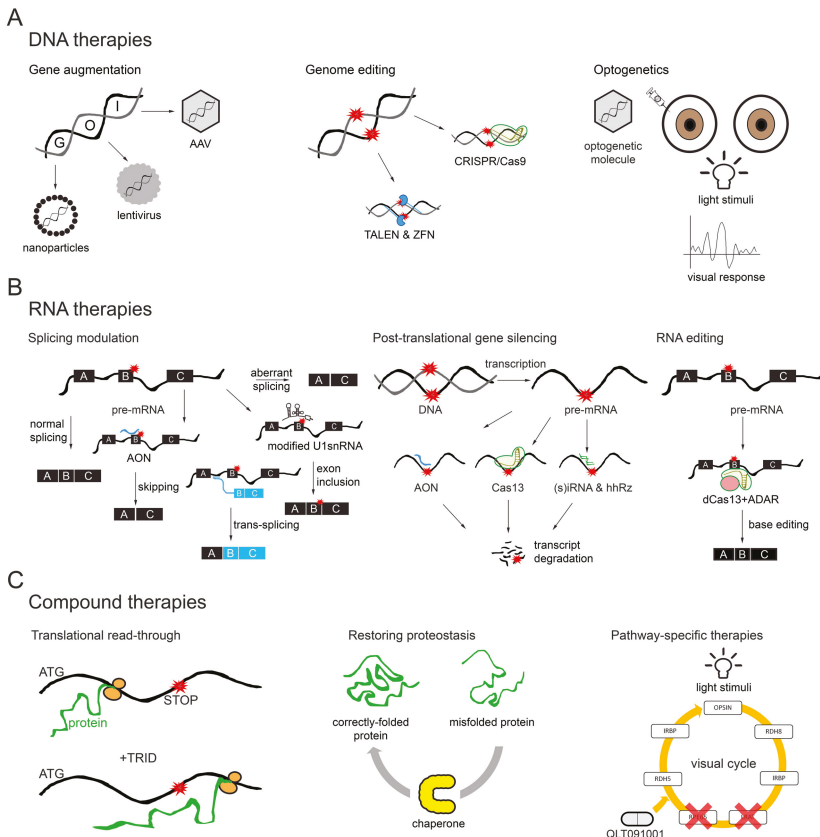 A
DNA therapies
Gene augmentation
G
O
I
AAV
lentivirus
nanoparticles
Genome editing
CRISPR/Cas9
TALEN & ZFN
Optogenetics
optogenetic
molecule
light stimuli
visual response
B
RNA therapies
Splicing modulation
A B C
pre-mRNA
aberrant
splicing
A C
normal
splicing
A B C
A B C
AON
skipping
A C
A B C
B C
trans-splicing
A B C
A B C
modified U1snRNA
exon
inclusion
A B C
Post-translational gene silencing
transcription
DNA
pre-mRNA
AON
Cas13
(s)iRNA & hhRz
transcript
degradation
RNA editing
A B C
pre-mRNA
A B C
dCas13+ADAR
base editing
A B C
C
Compound therapies
Translational read-through
ATG
STOP
protein
+TRID
ATG
Restoring proteostasis
correctly-folded
protein
misfolded protein
chaperone
Pathway-specific therapies
light stimuli
OPSIN
RDH8
IRBP
RDH5
IRBP
visual cycle
QLT091001